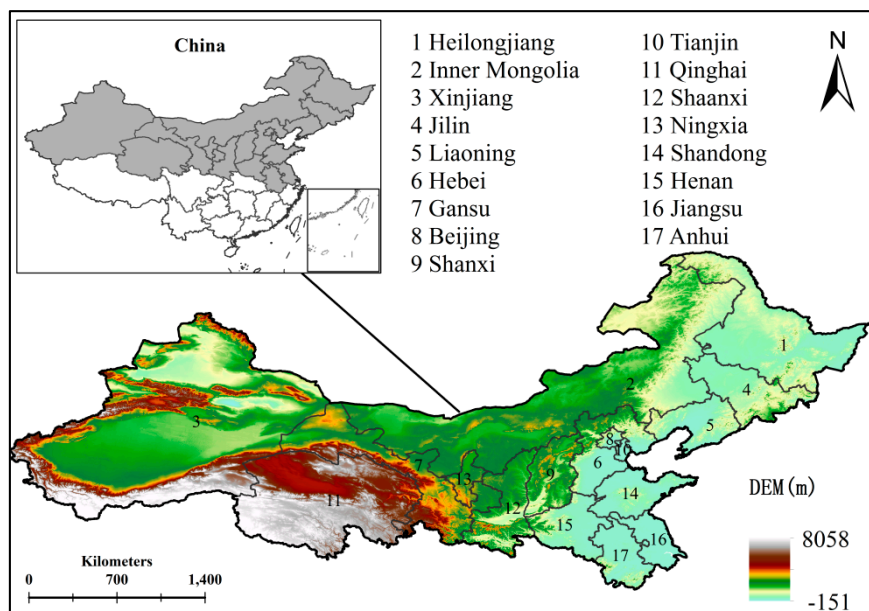 China
1 Heilongjiang
2 Inner Mongolia
3 Xinjiang
4 Jilin
5 Liaoning
6 Hebei
7 Gansu
8 Beijing
9 Shanxi
10 Tianjin
11 Qinghai
12 Shaanxi
13 Ningxia
14 Shandong
15 Henan
16 Jiangsu
17 Anhui
N
1
2
4
3
5
8
10
6
7
13
9
14
11
12
15
16
17
DEM(m)
8058
-151
Kilometers
0 700 1,400